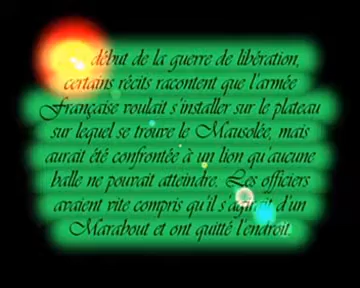 début de la guerre de libération,
certains récits racontent que l'armée
Française voulait s'installer sur le plateau
sur lequel se trouve le Mausolée, mais
aurait été confrontée à un lion qu'aucune
balle ne pouvait atteindre. Les officiers
avaient vite compris qu'il s'agissait d'un
Marabout et ont quitté l'endroit.